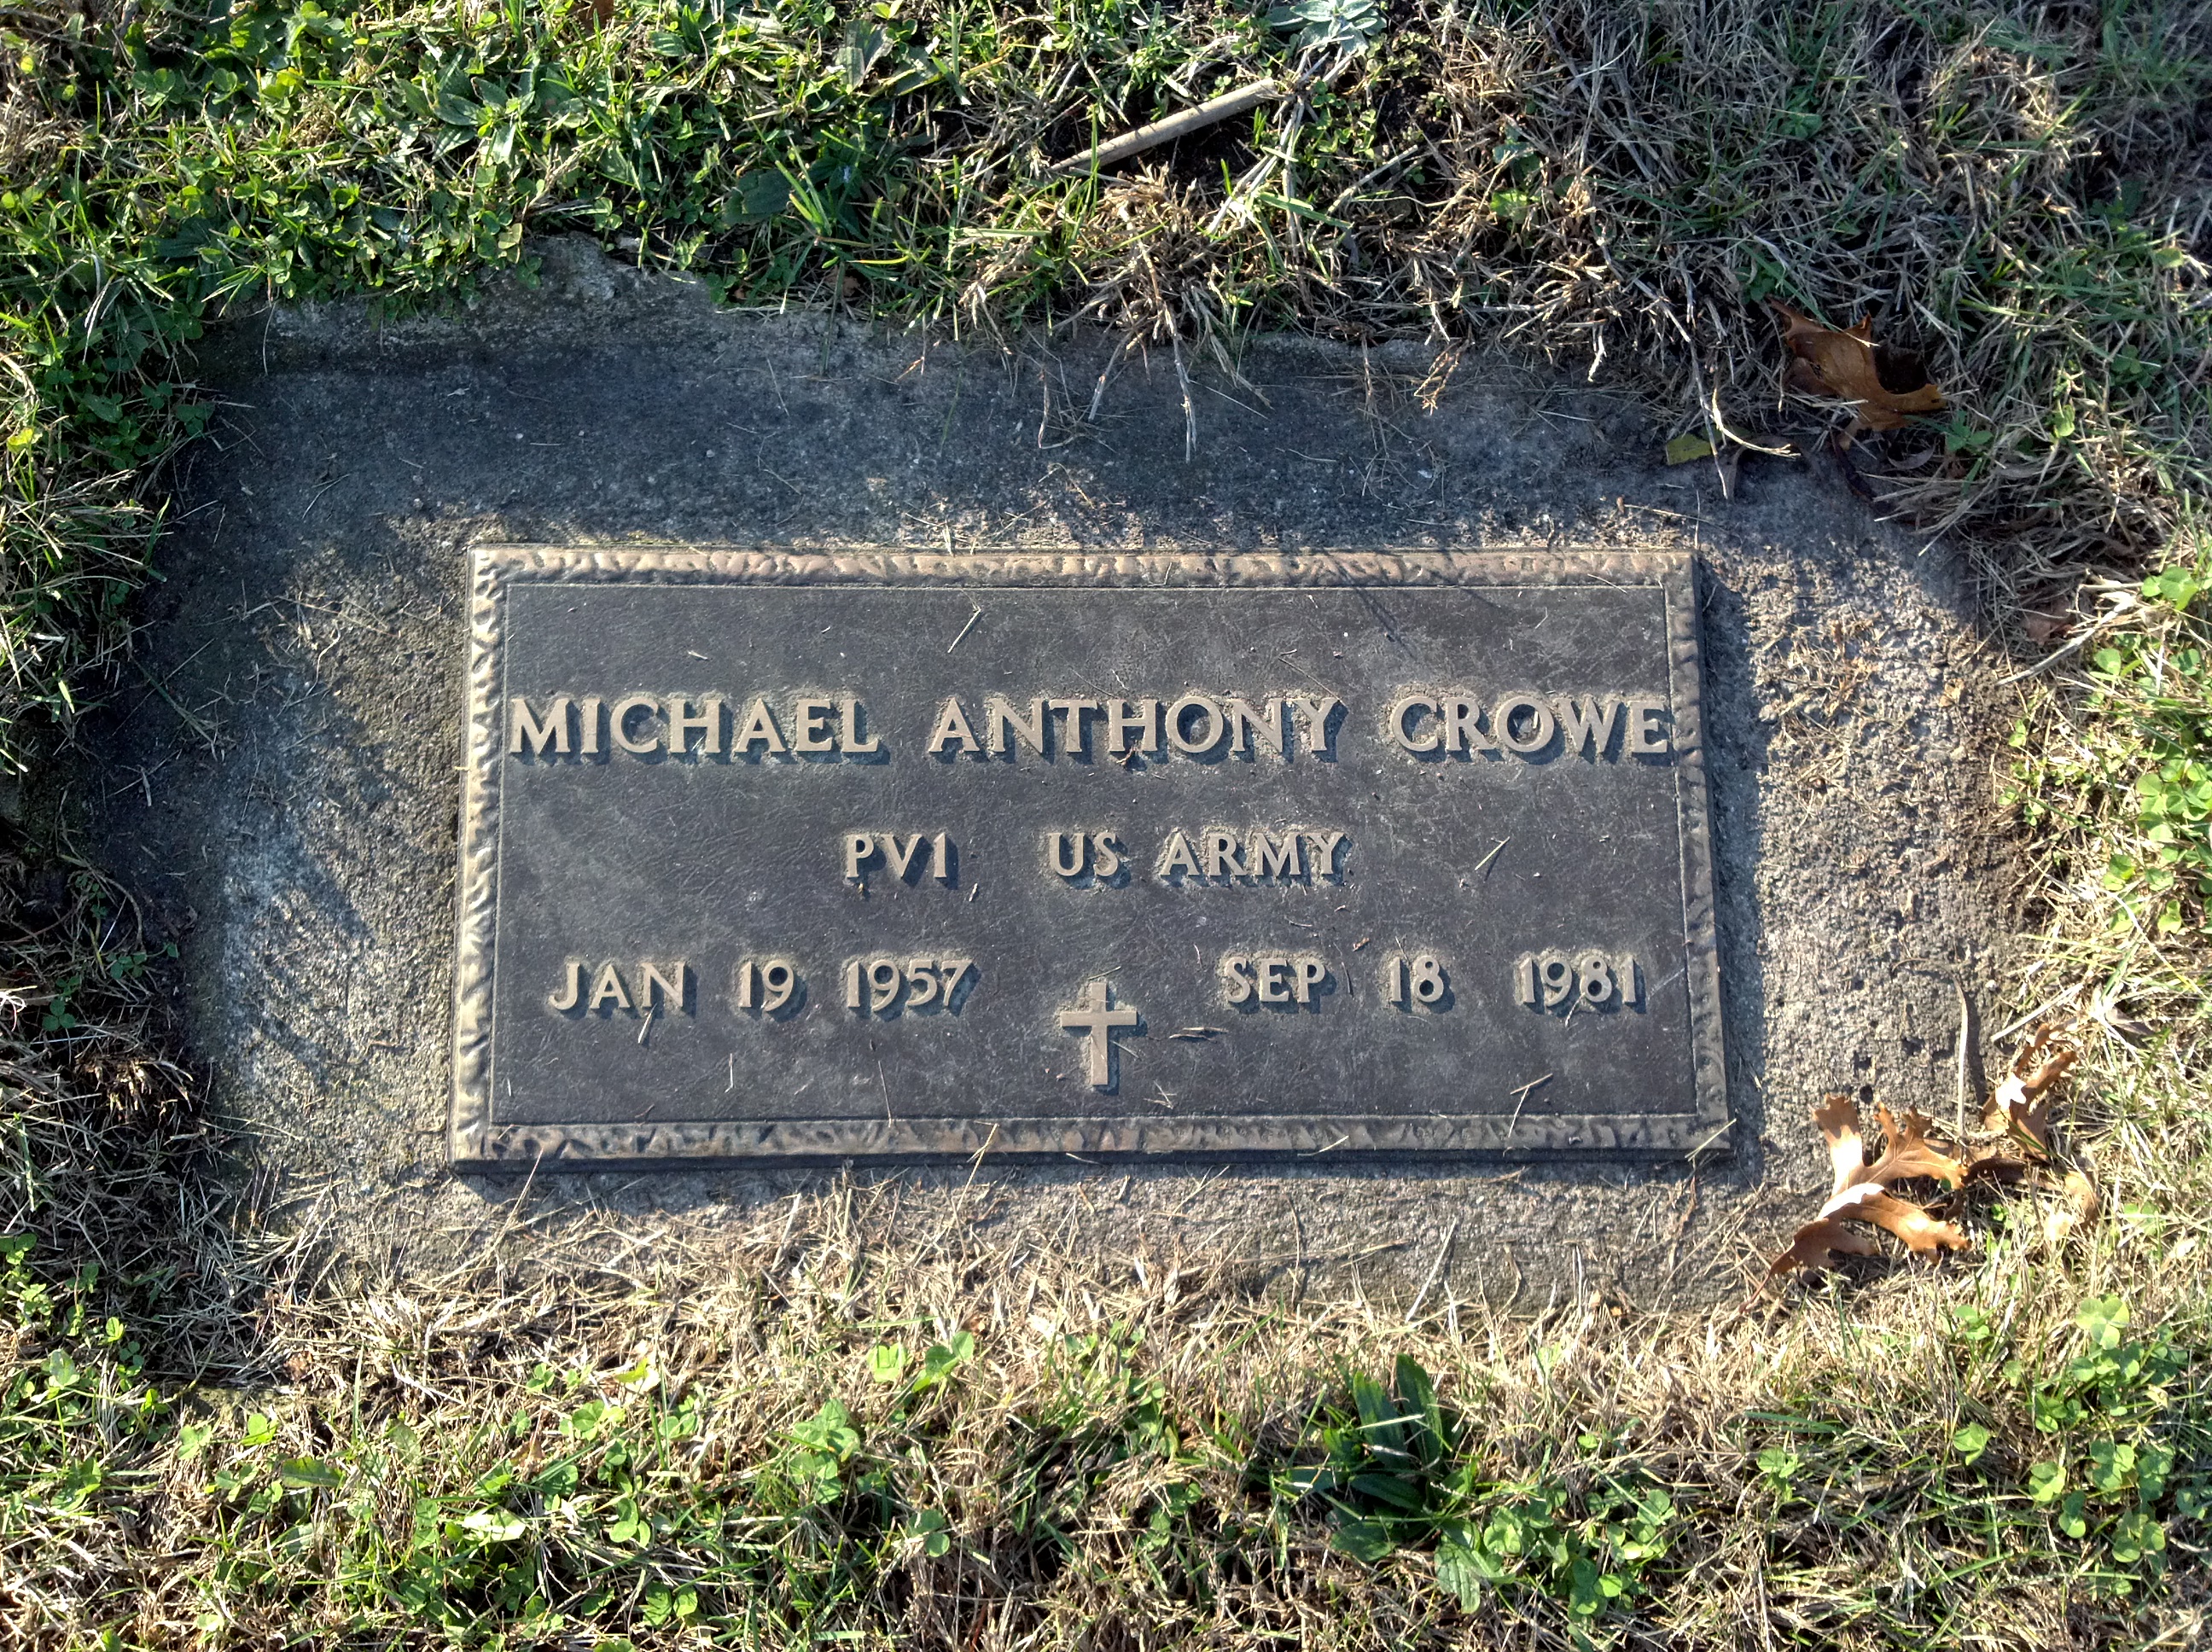 MICHAEL ANTHONY CROWE
PV1 US ARMY
JAN 19 1957 SEP 18 1981